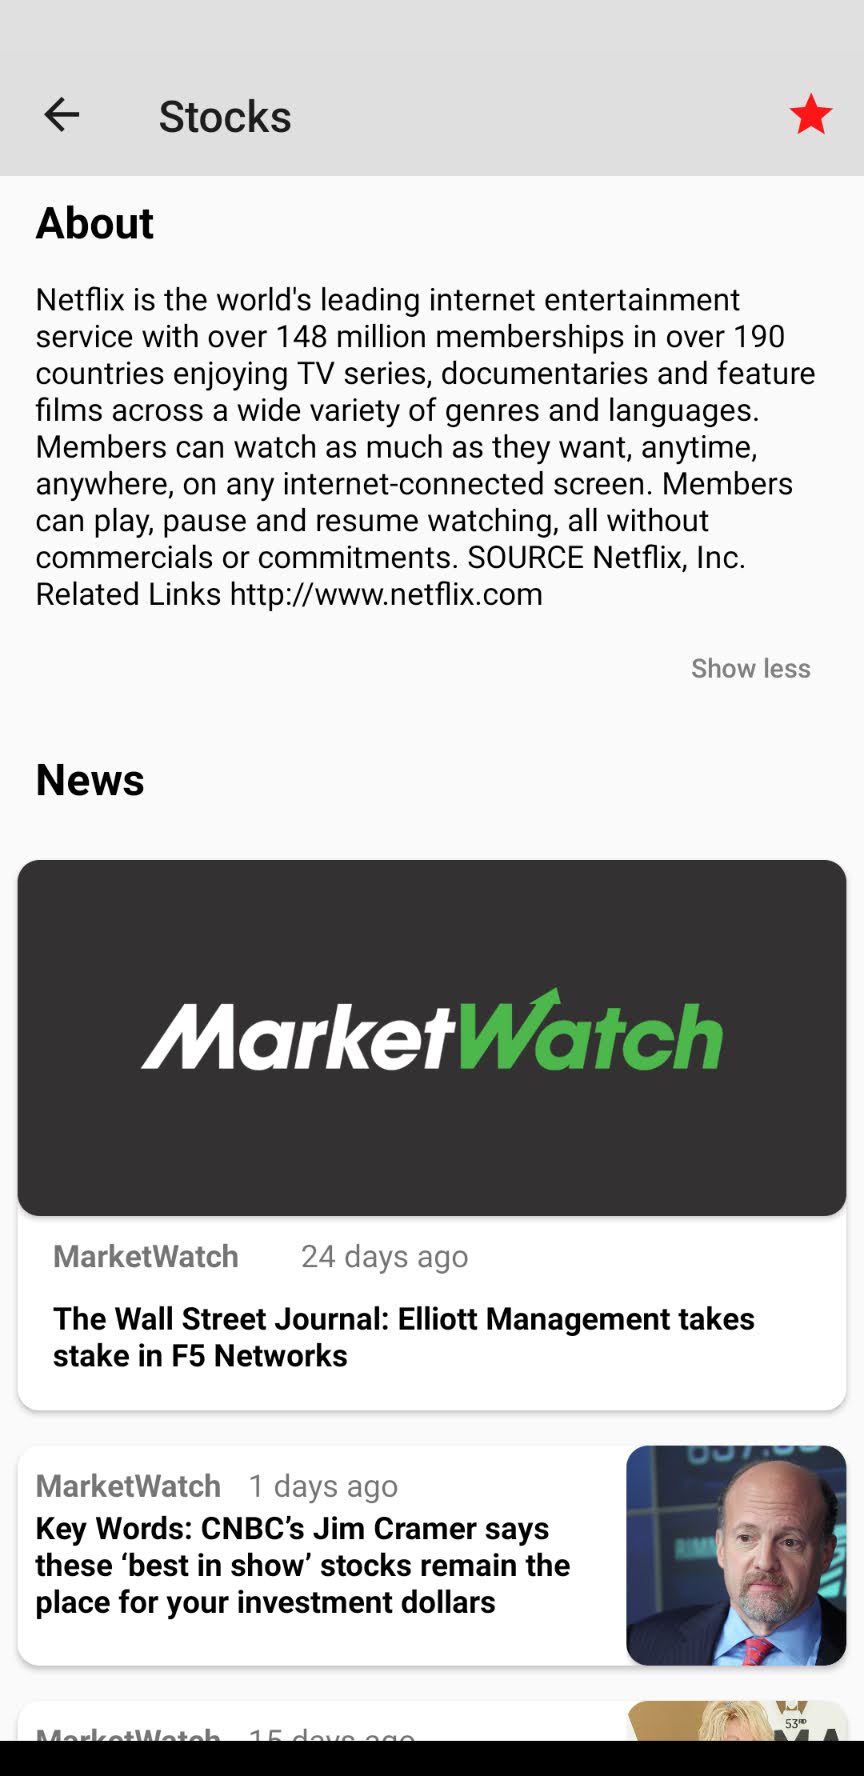 Stocks
About
Netflix is the world's leading internet entertainment
service with over 148 million memberships in over 190
countries enjoying TV series, documentaries and feature
films across a wide variety of genres and languages.
Members can watch as much as they want, anytime,
anywhere, on any internet-connected screen. Members
can play, pause and resume watching, all without
commercials or commitments. SOURCE Netflix, Inc.
Related Links http://www.netflix.com
Show less
News
MarketWatch
MarketWatch 24 days ago
The Wall Street Journal: Elliott Management takes
stake in F5 Networks
MarketWatch 1 days ago
Key Words: CNBC’s Jim Cramer says
these ‘best in show’ stocks remain the
place for your investment dollars
MarketWatch 15 days ago
53RD